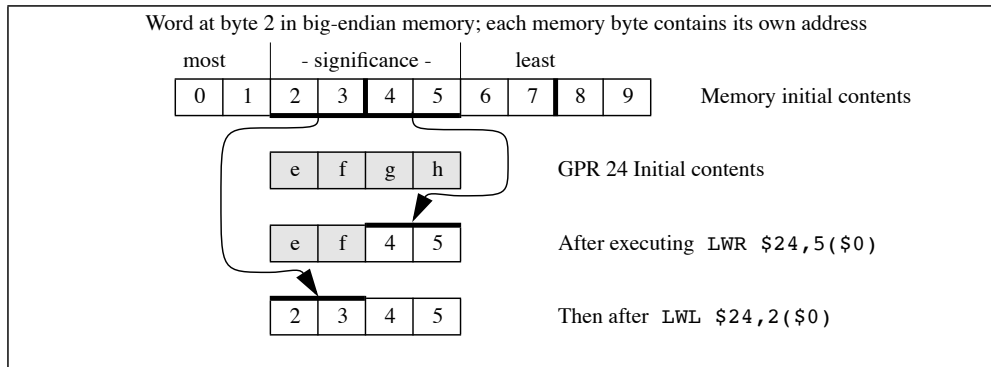 Word at byte 2 in big-endian memory; each memory byte contains its own address
most - significance - least
0 1 2 3 4 5 6 7 8 9 Memory initial contents
e f g h GPR 24 Initial contents
e f 4 5 After executing LWR $24,5($0)
2 3 4 5 Then after LWL $24,2($0)